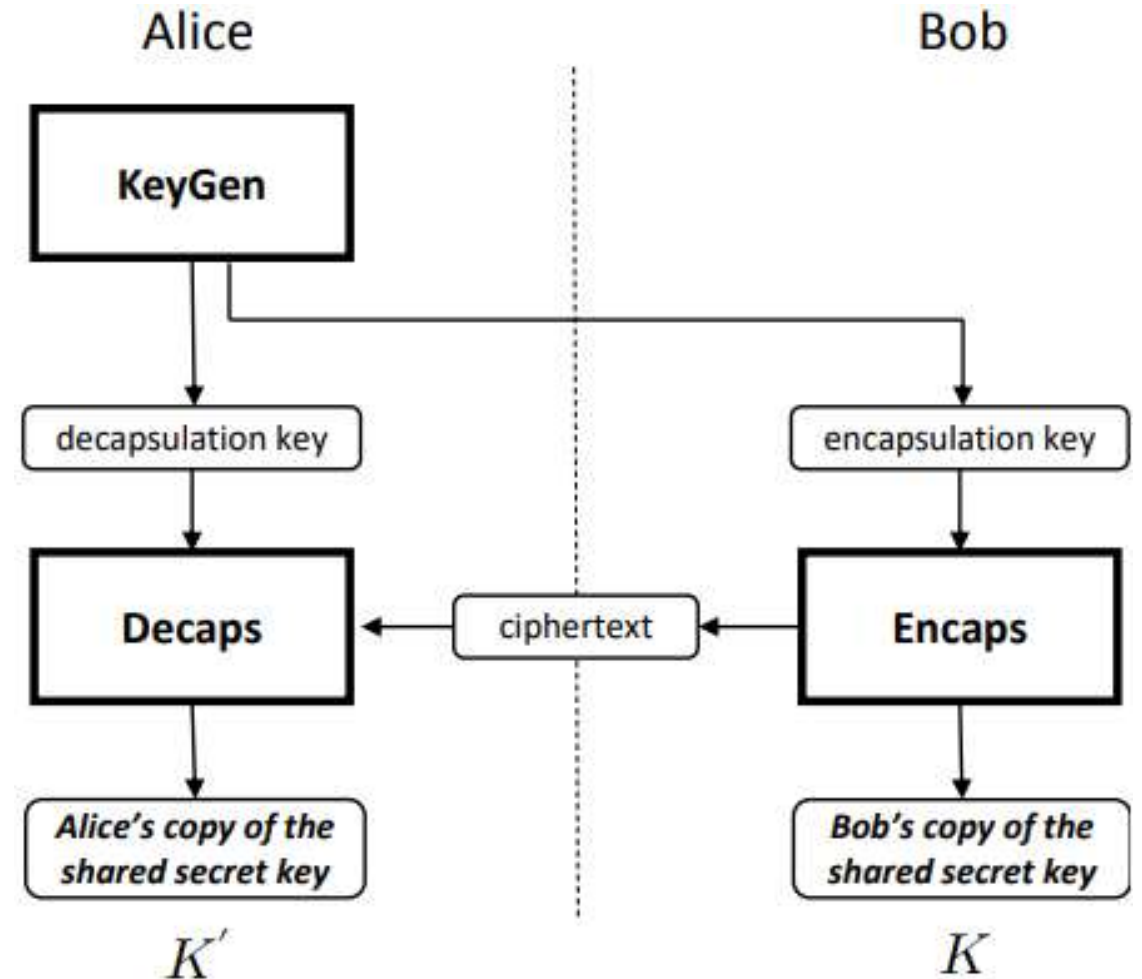 Alice
Bob
KeyGen
decapsulation key
encapsulation key
Decaps
ciphertext
Encaps
Alice’s copy of the
shared secret key
Bob’s copy of the
shared secret key
K′
K